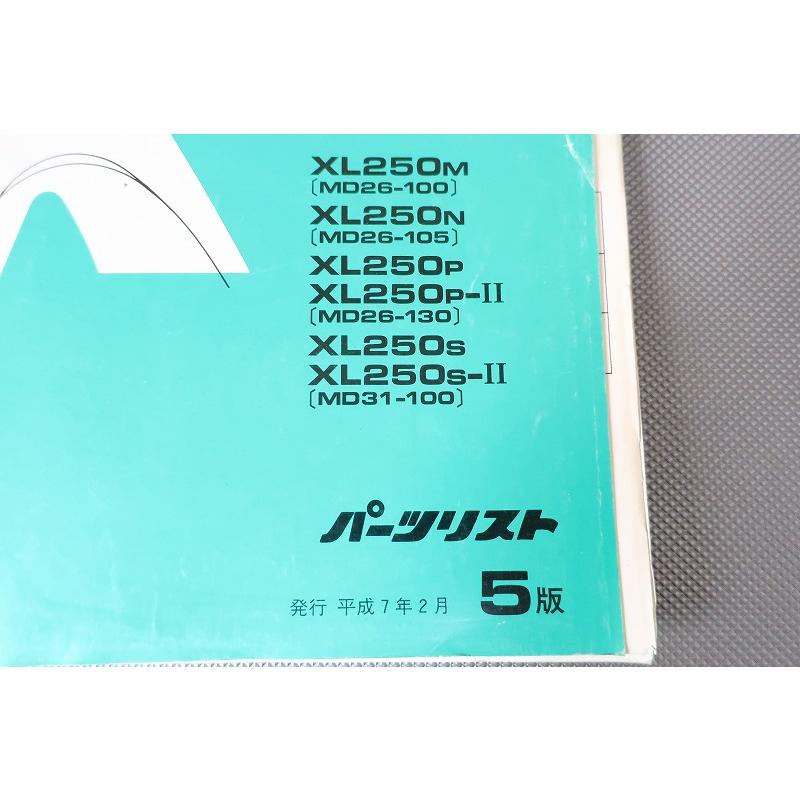 XL250M
〔MD26-100〕
XL250N
〔MD26-105〕
XL250P
XL250P-II
〔MD26-130〕
XL250S
XL250S-II
〔MD31-100〕
パーツリスト
発行 平成7年2月 5版